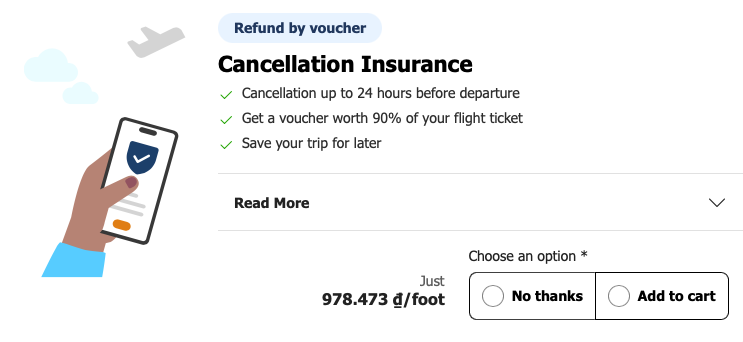 Refund by voucher
Cancellation Insurance
Cancellation up to 24 hours before departure
Get a voucher worth 90% of your flight ticket
Save your trip for later
Read More
Choose an option *
Just
978.473 ₫/foot
No thanks
Add to cart